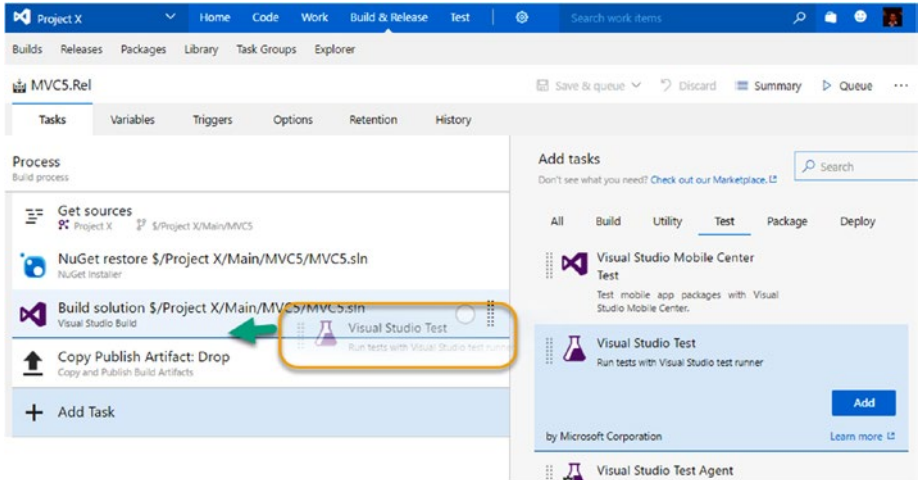 Project X Home Code Work Build & Release Test Search work items
Builds Releases Packages Library Task Groups Explorer
MVC5.Rel Save & queue Discard Summary Queue ...
Tasks Variables Triggers Options Retention History
Process
Build process
Get sources
Project X $/Project X/Main/MVC5
NuGet restore $/Project X/Main/MVC5/MVC5.sln
NuGet Installer
Build solution $/Project X/Main/MVC5/MVC5.sln
Visual Studio Build
Visual Studio Test
Run tests with Visual Studio test runner
Copy Publish Artifact: Drop
Copy and Publish Build Artifacts
Add Task
Add tasks
Don't see what you need? Check out our Marketplace.
Search
All Build Utility Test Package Deploy
Visual Studio Mobile Center
Test
Test mobile app packages with Visual
Studio Mobile Center.
Visual Studio Test
Run tests with Visual Studio test runner
Add
by Microsoft Corporation Learn more
Visual Studio Test Agent